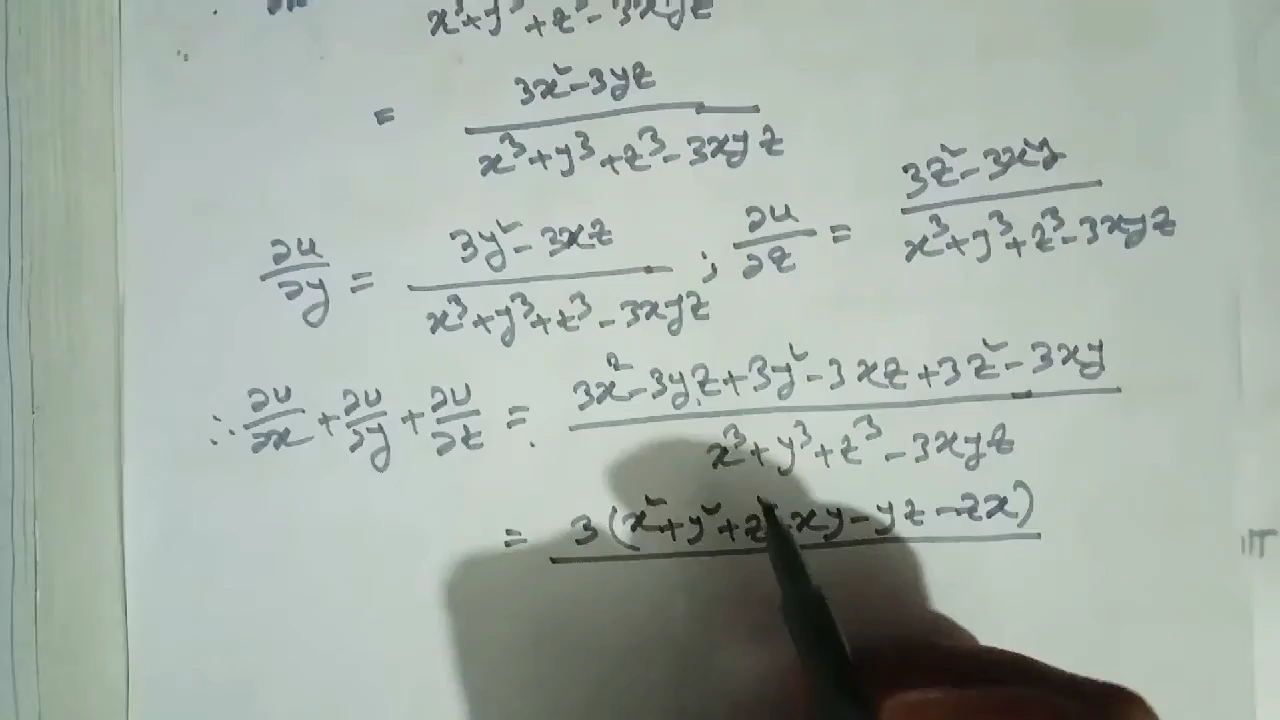 x³+y³+z³-3xyz
= (3x²-3yz)/(x³+y³+z³-3xyz)
∂u/∂y = (3y²-3xz)/(x³+y³+z³-3xyz) ; ∂u/∂z = (3z²-3xy)/(x³+y³+z³-3xyz)
∴ ∂u/∂x + ∂u/∂y + ∂u/∂z = (3x²-3yz+3y²-3xz+3z²-3xy)/(x³+y³+z³-3xyz)
= 3(x²+y²+z²-xy-yz-zx)